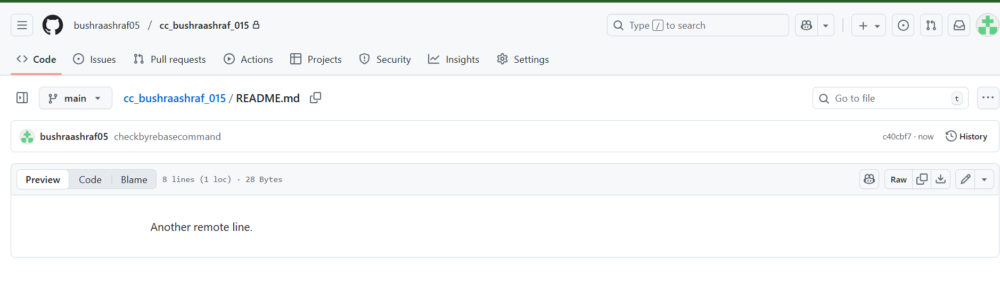 bushraashraf05 / cc_bushraashraf_015
Type / to search
Code Issues Pull requests Actions Projects Security Insights Settings
main
cc_bushraashraf_015 / README.md
Go to file t
bushraashraf05 checkbyrebasecommand
c40cbf7 · now History
Preview Code Blame 8 lines (1 loc) · 28 Bytes
Raw
Another remote line.